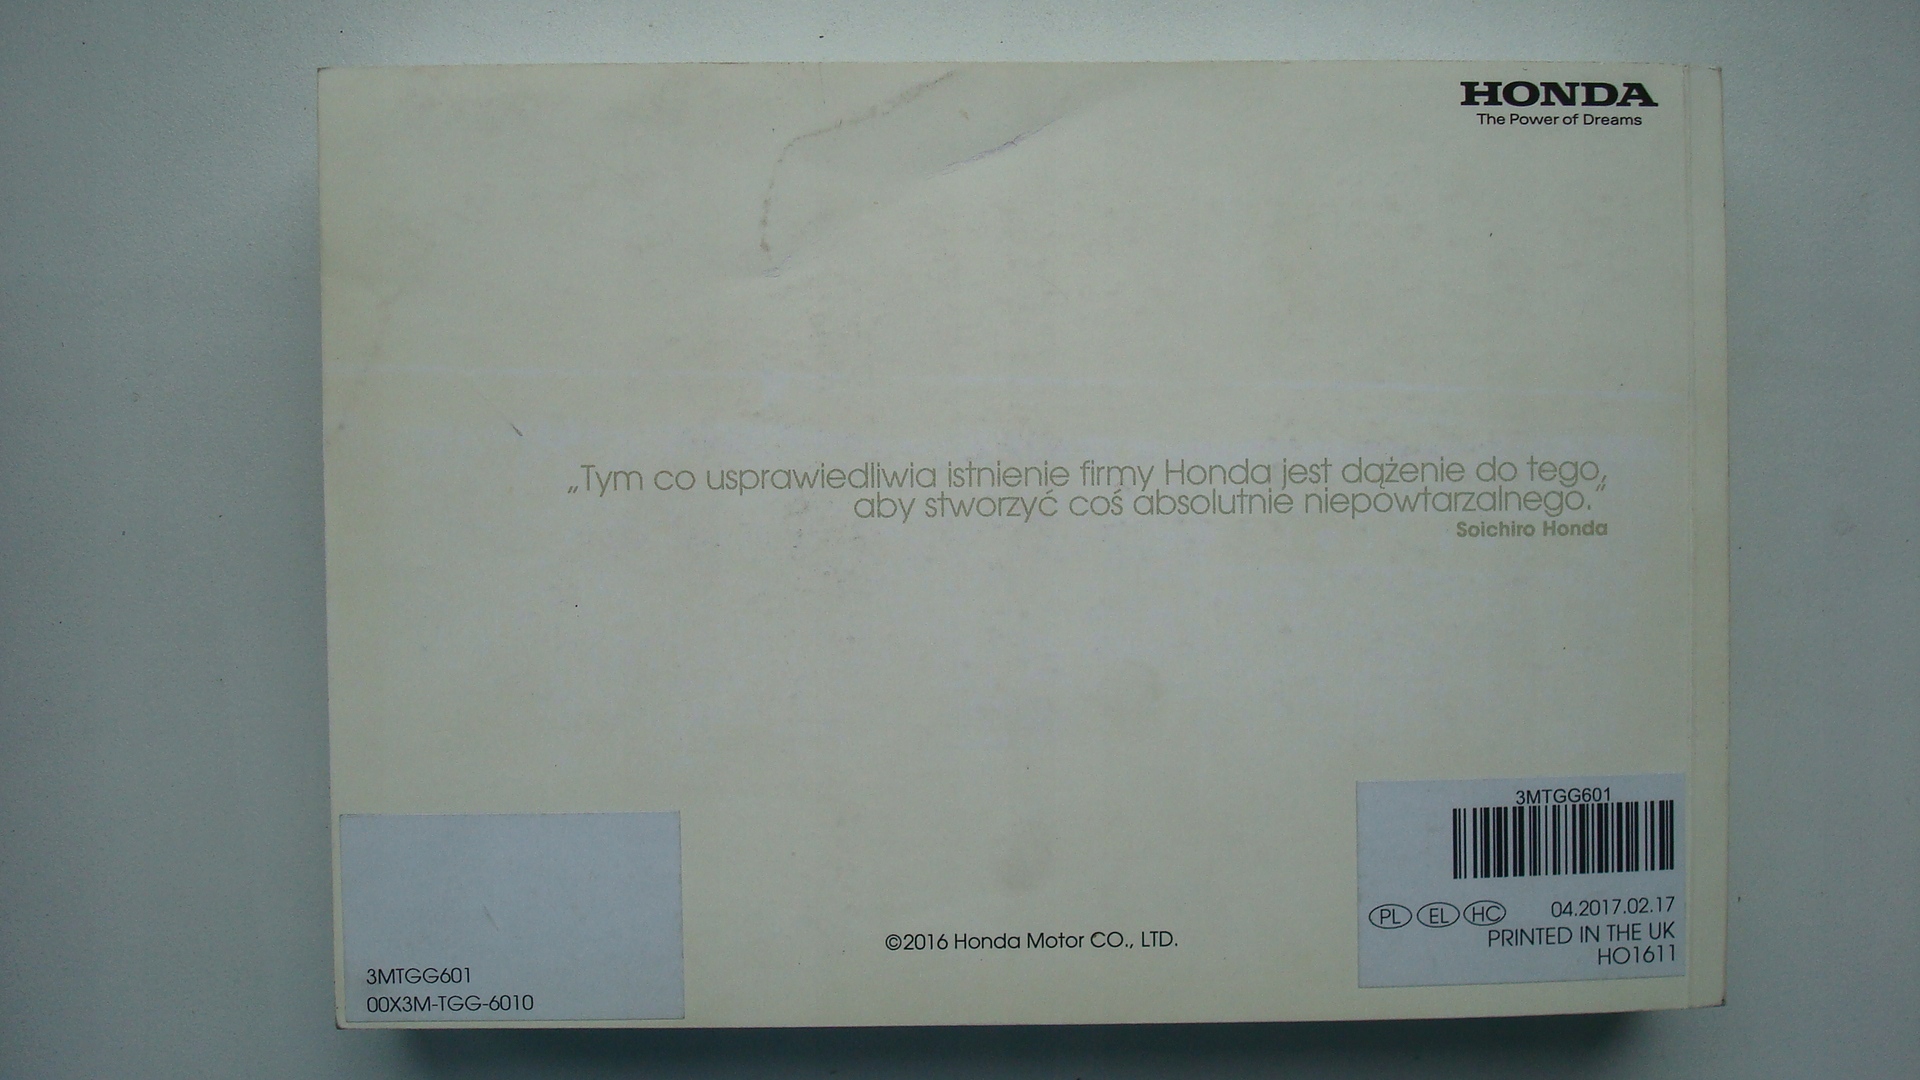 HONDA
The Power of Dreams
„Tym co usprawiedliwia istnienie firmy Honda jest dążenie do tego,
aby stworzyć coś absolutnie niepowtarzalnego.”
Soichiro Honda
3MTGG601
PL EL HC 04.2017.02.17
PRINTED IN THE UK
HO1611
©2016 Honda Motor CO., LTD.
3MTGG601
00X3M-TGG-6010